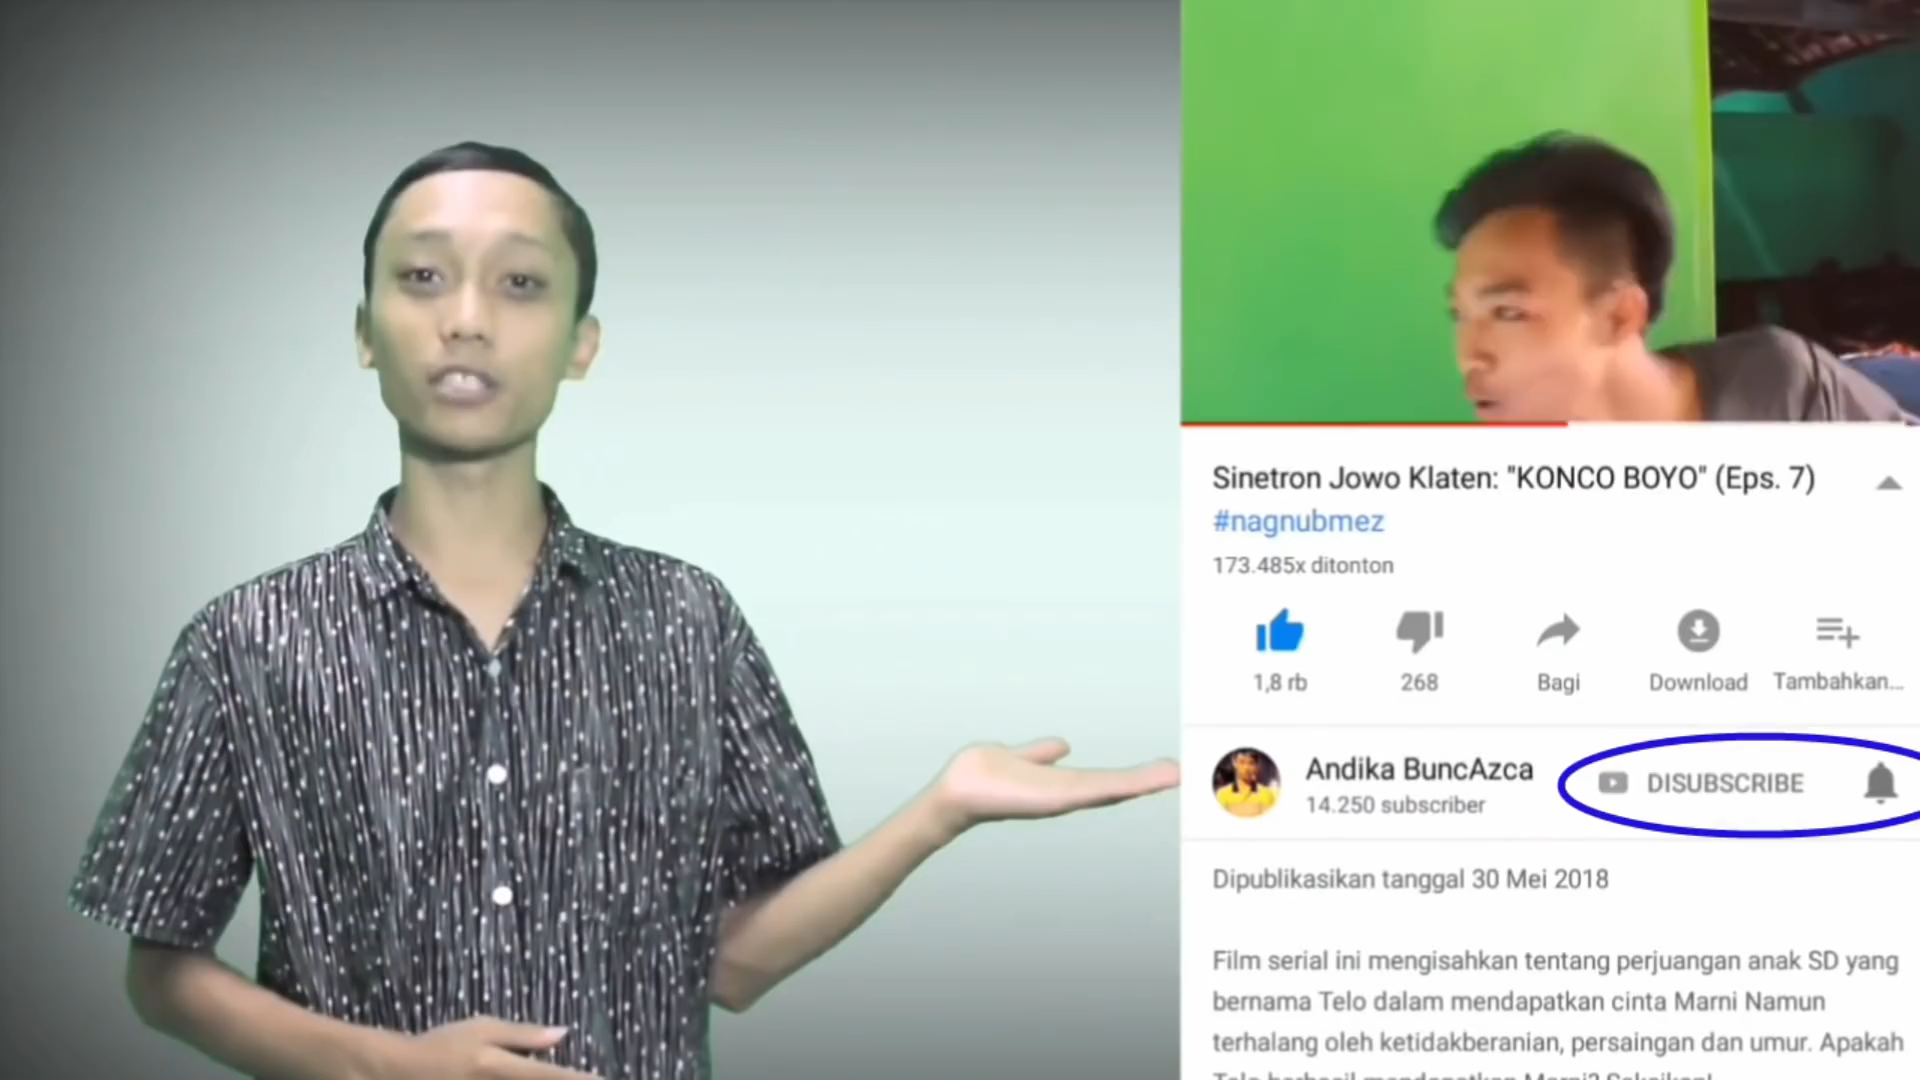 Sinetron Jowo Klaten: "KONCO BOYO" (Eps. 7)
#nagnubmez
173.485x ditonton
1,8 rb 268 Bagi Download Tambahkan...
Andika BuncAzca
14.250 subscriber
DISUBSCRIBE
Dipublikasikan tanggal 30 Mei 2018
Film serial ini mengisahkan tentang perjuangan anak SD yang
bernama Telo dalam mendapatkan cinta Marni Namun
terhalang oleh ketidakberanian, persaingan dan umur. Apakah